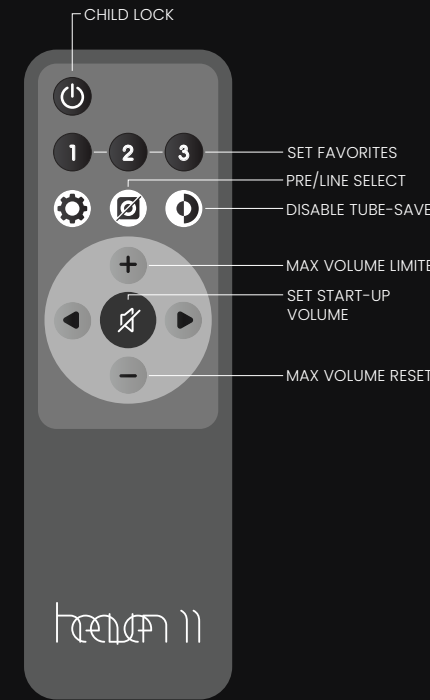 CHILD LOCK
1 2 3
SET FAVORITES
PRE/LINE SELECT
DISABLE TUBE-SAVE
MAX VOLUME LIMITE
SET START-UP
VOLUME
MAX VOLUME RESET
heaven 11